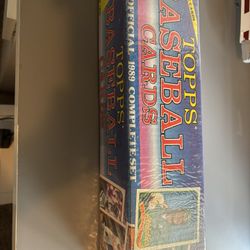 TOPPS
BASEBALL
CARDS
OFFICIAL 1989 COMPLETE SET
TOPPS
BASEBALL